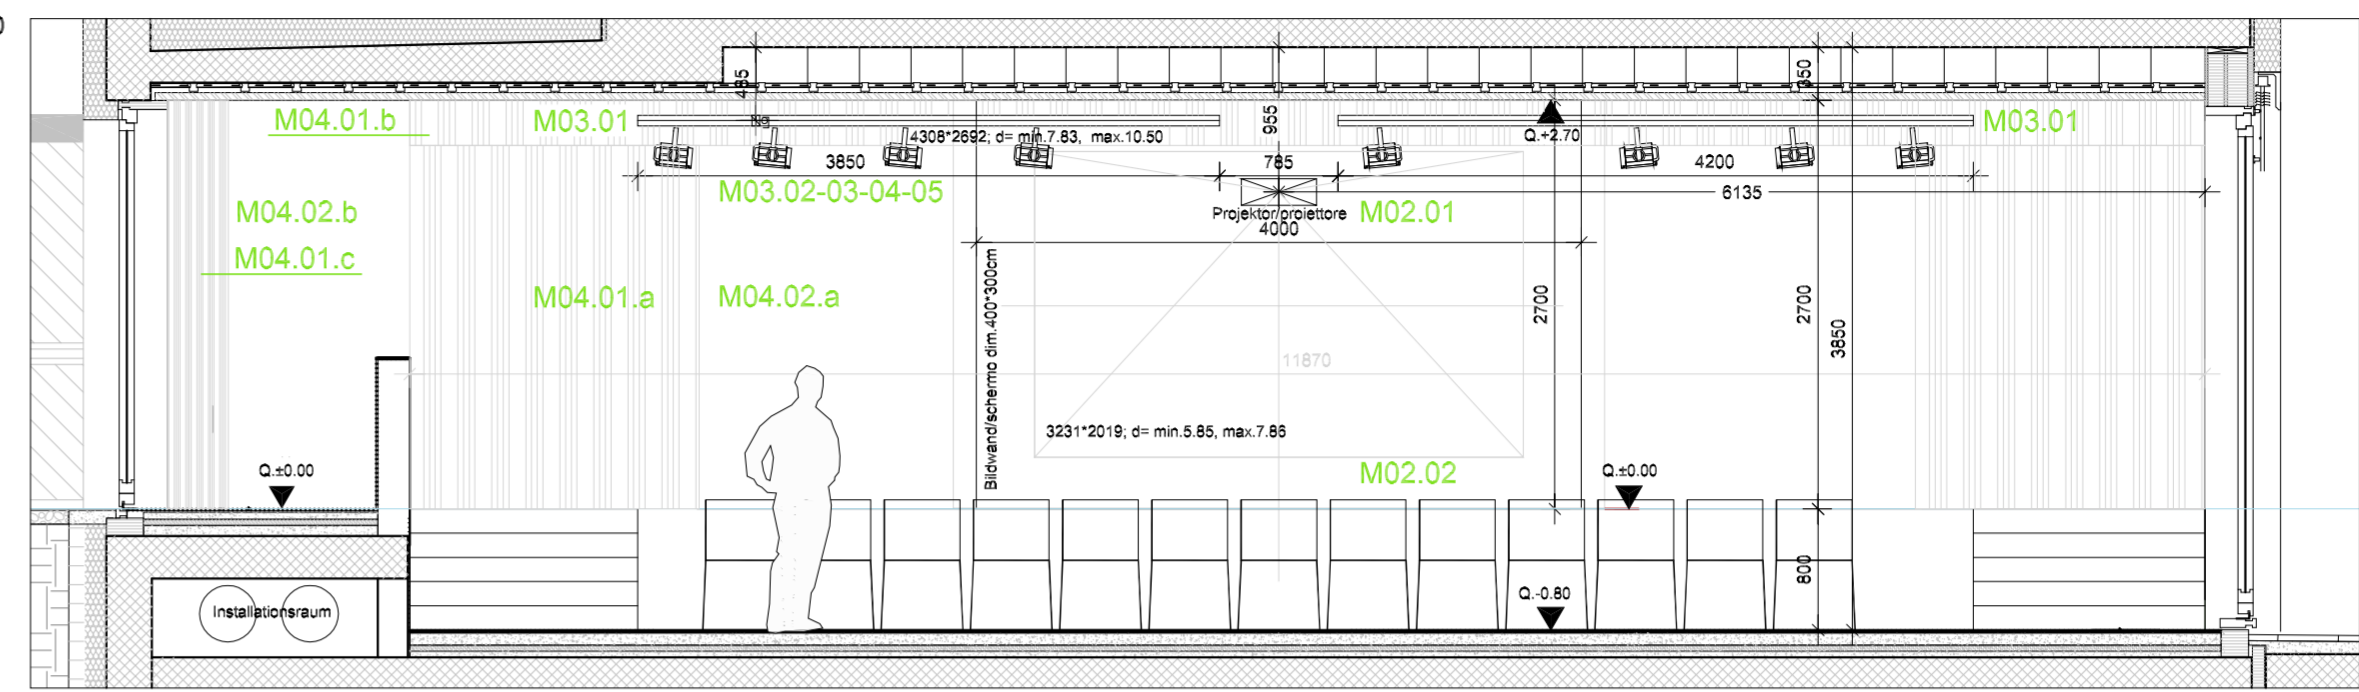 485
350
M04.01.b
M03.01
955
M03.01
4308*2692; d= min.7.83, max.10.50
Q.+2.70
3850
785
4200
M03.02-03-04-05
6135
M04.02.b
Projektor/proiettore
M02.01
4000
M04.01.c
M04.01.a
M04.02.a
Bildwand/schermo dim.400*300cm
2700
2700
3850
11870
3231*2019; d= min.5.85, max.7.86
Q.±0.00
M02.02
Q.±0.00
800
Q.-0.80
Installationsraum